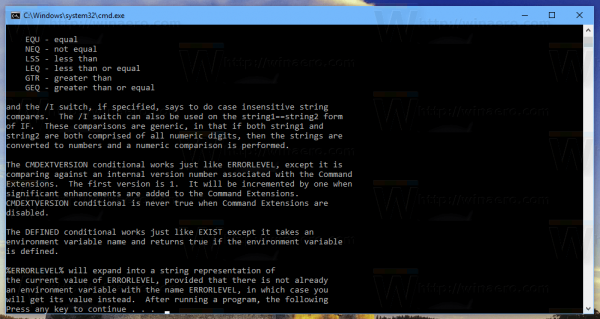 C:\Windows\system32\cmd.exe
EQU - equal
NEQ - not equal
LSS - less than
LEQ - less than or equal
GTR - greater than
GEQ - greater than or equal
and the /I switch, if specified, says to do case insensitive string
compares.  The /I switch can also be used on the string1==string2 form
of IF.  These comparisons are generic, in that if both string1 and
string2 are both comprised of all numeric digits, then the strings are
converted to numbers and a numeric comparison is performed.
The CMDEXTVERSION conditional works just like ERRORLEVEL, except it is
comparing against an internal version number associated with the Command
Extensions.  The first version is 1.  It will be incremented by one when
significant enhancements are added to the Command Extensions.
CMDEXTVERSION conditional is never true when Command Extensions are
disabled.
The DEFINED conditional works just like EXIST except it takes an
environment variable name and returns true if the environment variable
is defined.
%ERRORLEVEL% will expand into a string representation of
the current value of ERRORLEVEL, provided that there is not already
an environment variable with the name ERRORLEVEL, in which case you
will get its value instead.  After running a program, the following
Press any key to continue . . .